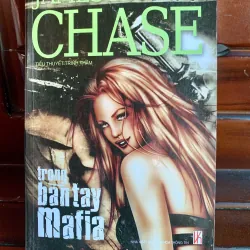 CHASE
TIỂU THUYẾT TRINH THÁM
trong
bàn tay
mafia